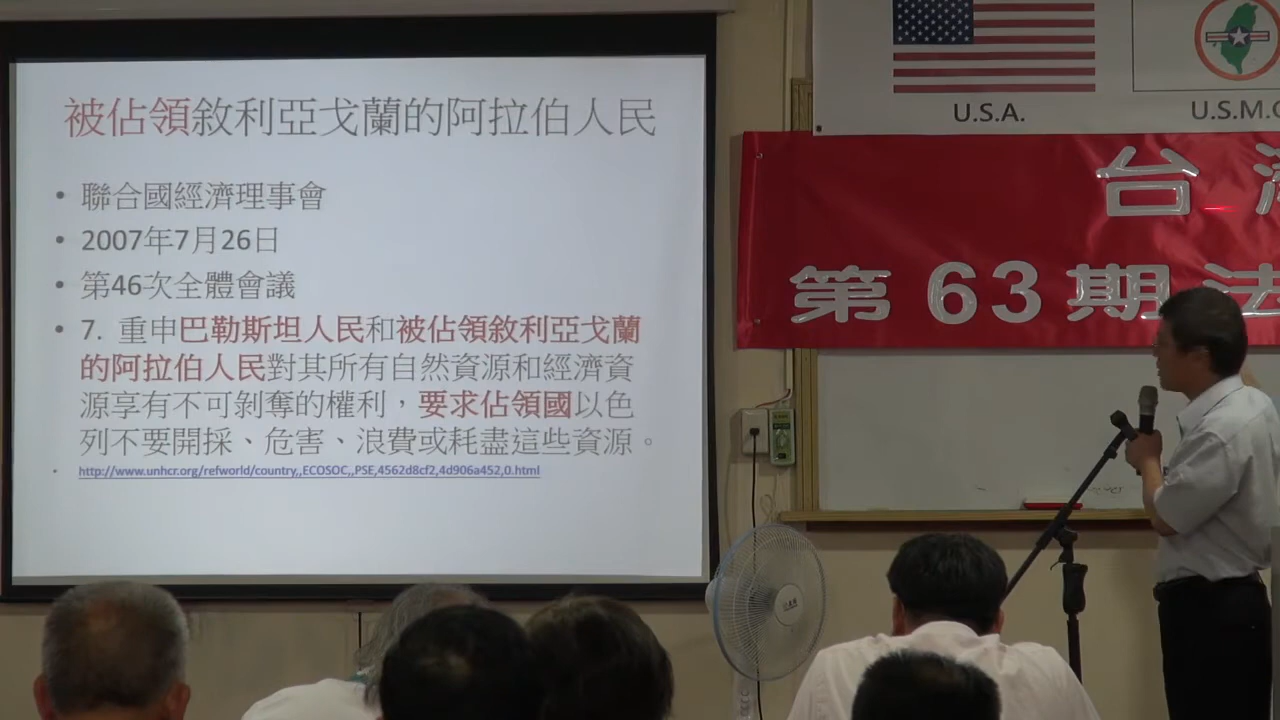 被佔領敘利亞戈蘭的阿拉伯人民
• 聯合國經濟理事會
• 2007年7月26日
• 第46次全體會議
• 7. 重申巴勒斯坦人民和被佔領敘利亞戈蘭
的阿拉伯人民對其所有自然資源和經濟資
源享有不可剝奪的權利，要求佔領國以色
列不要開採、危害、浪費或耗盡這些資源。
• http://www.unhcr.org/refworld/country,,ECOSOC,,PSE,4562d8cf2,4d906a452,0.html
U.S.A.
U.S.M.G
台灣
第63期法